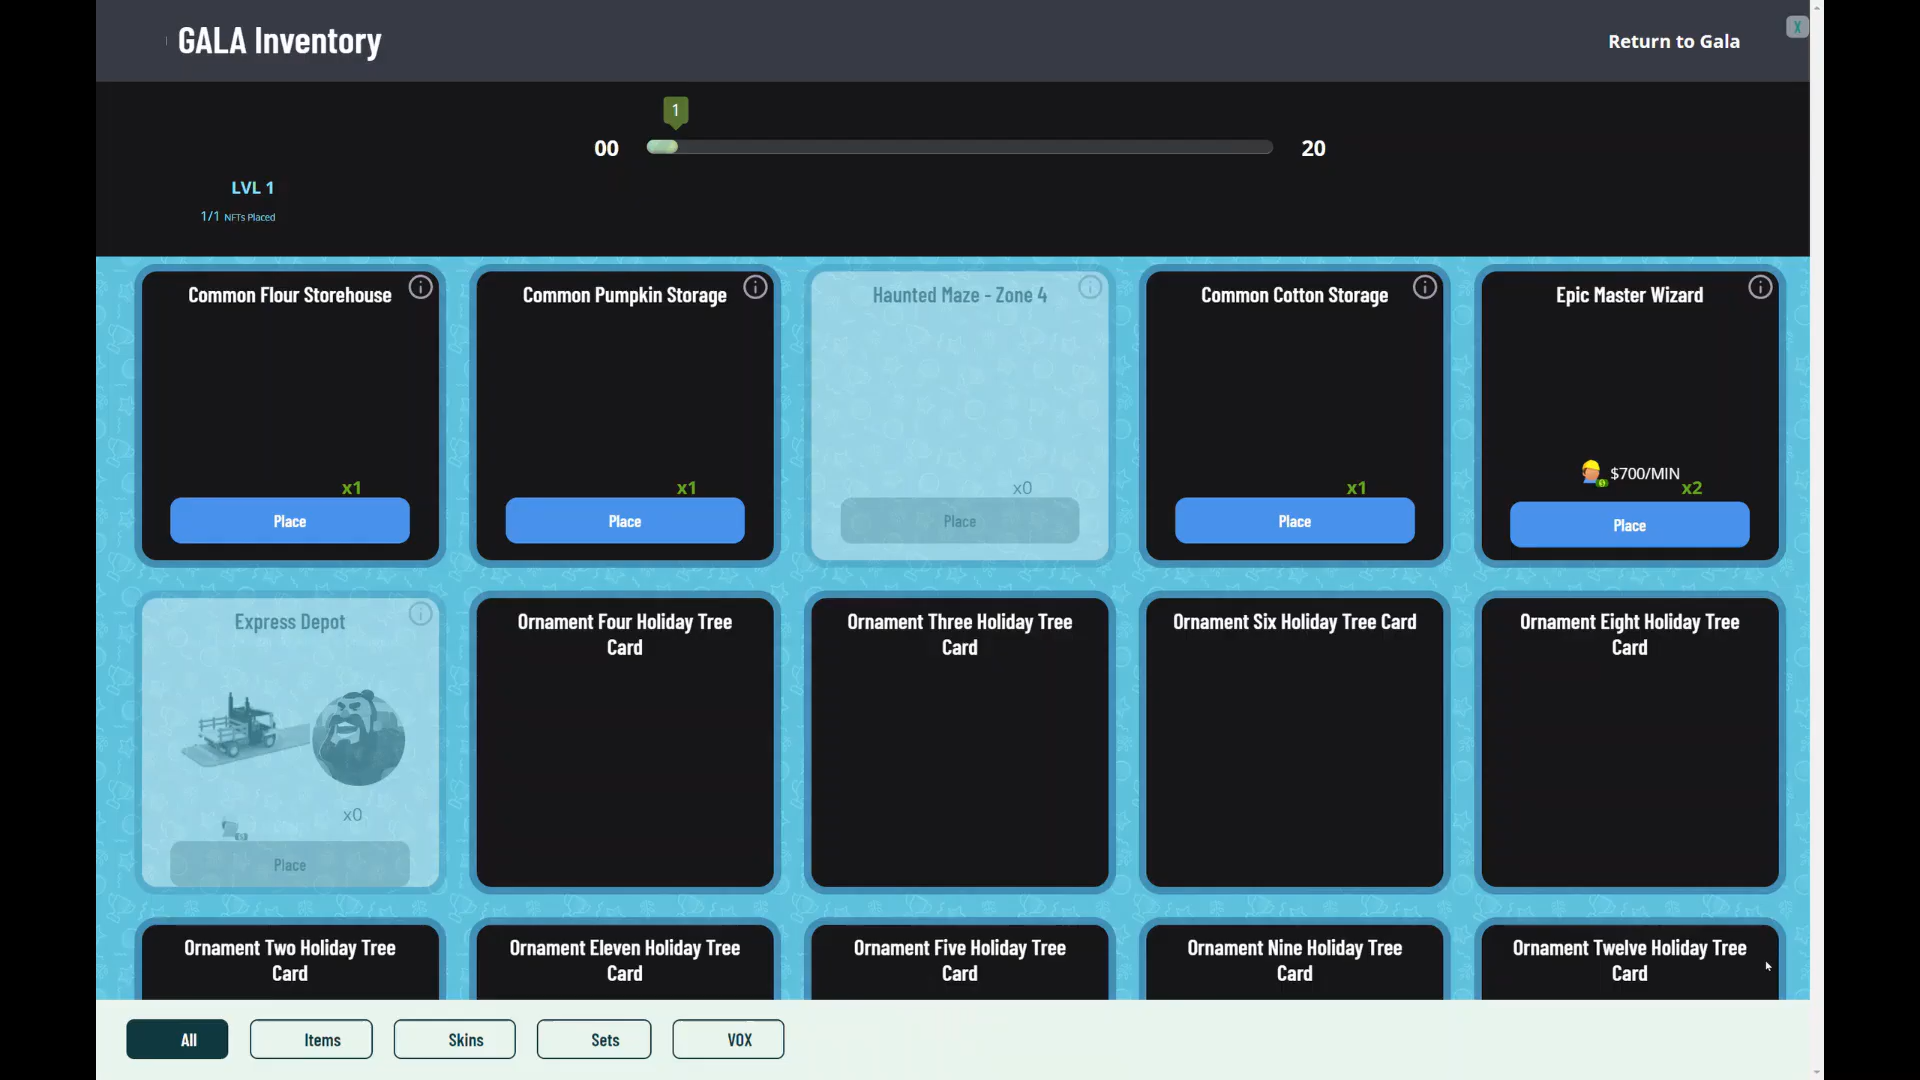 GALA Inventory
Return to Gala
X
1
00
20
LVL 1
1/1 NFTs Placed
Common Flour Storehouse
x1
Place
Common Pumpkin Storage
x1
Place
Haunted Maze - Zone 4
x0
Place
Common Cotton Storage
x1
Place
Epic Master Wizard
$700/MIN
x2
Place
Express Depot
x0
Place
Ornament Four Holiday Tree
Card
Ornament Three Holiday Tree
Card
Ornament Six Holiday Tree Card
Ornament Eight Holiday Tree
Card
Ornament Two Holiday Tree
Card
Ornament Eleven Holiday Tree
Card
Ornament Five Holiday Tree
Card
Ornament Nine Holiday Tree
Card
Ornament Twelve Holiday Tree
Card
All
Items
Skins
Sets
VOX